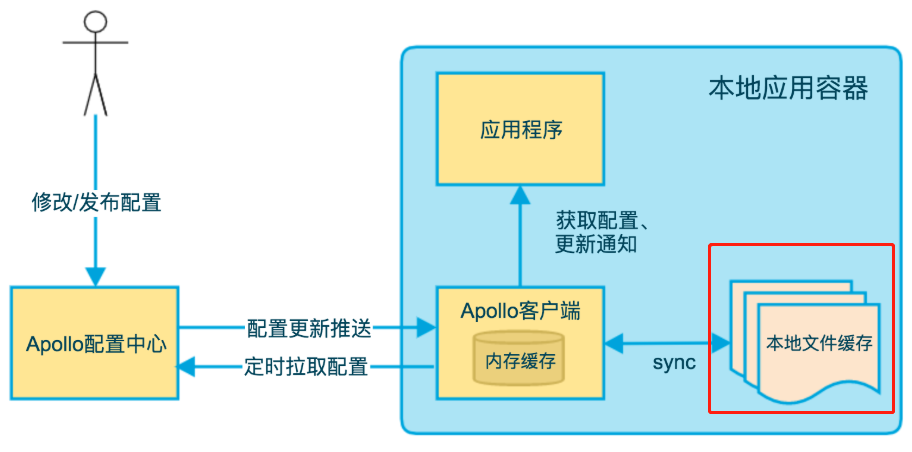 本地应用容器
应用程序
修改/发布配置
获取配置、
更新通知
Apollo配置中心
配置更新推送
定时拉取配置
Apollo客户端
内存缓存
sync
本地文件缓存